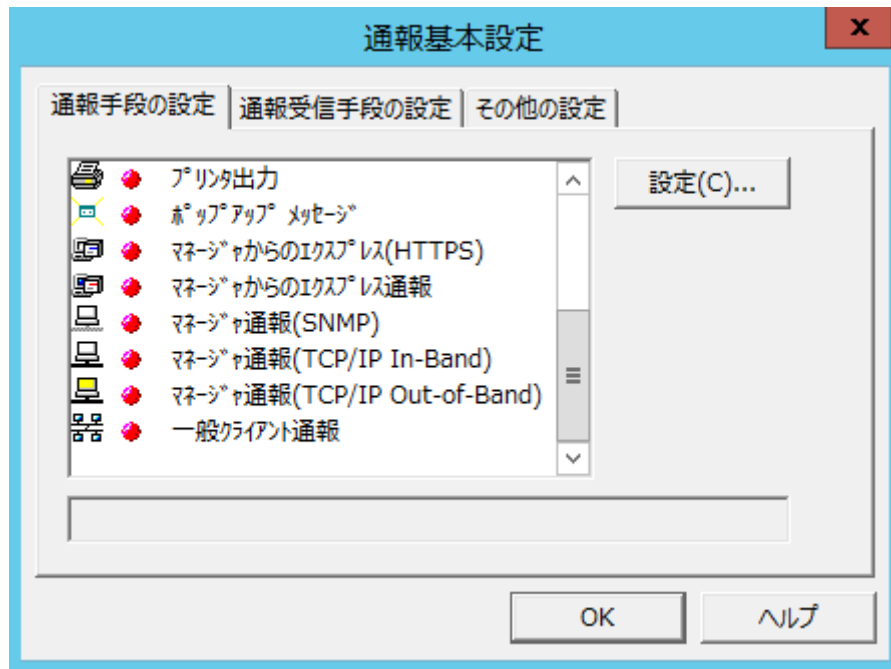 通報基本設定
x
通報手段の設定 通報受信手段の設定 その他の設定
ﾌﾟﾘﾝﾀ出力
ﾎﾟｯﾌﾟｱｯﾌﾟ ﾒｯｾｰｼﾞ
ﾏﾈｰｼﾞｬからのｴｸｽﾌﾟﾚｽ(HTTPS)
ﾏﾈｰｼﾞｬからのｴｸｽﾌﾟﾚｽ通報
ﾏﾈｰｼﾞｬ通報(SNMP)
ﾏﾈｰｼﾞｬ通報(TCP/IP In-Band)
ﾏﾈｰｼﾞｬ通報(TCP/IP Out-of-Band)
一般ｸﾗｲｱﾝﾄ通報
設定(C)...
OK ヘルプ